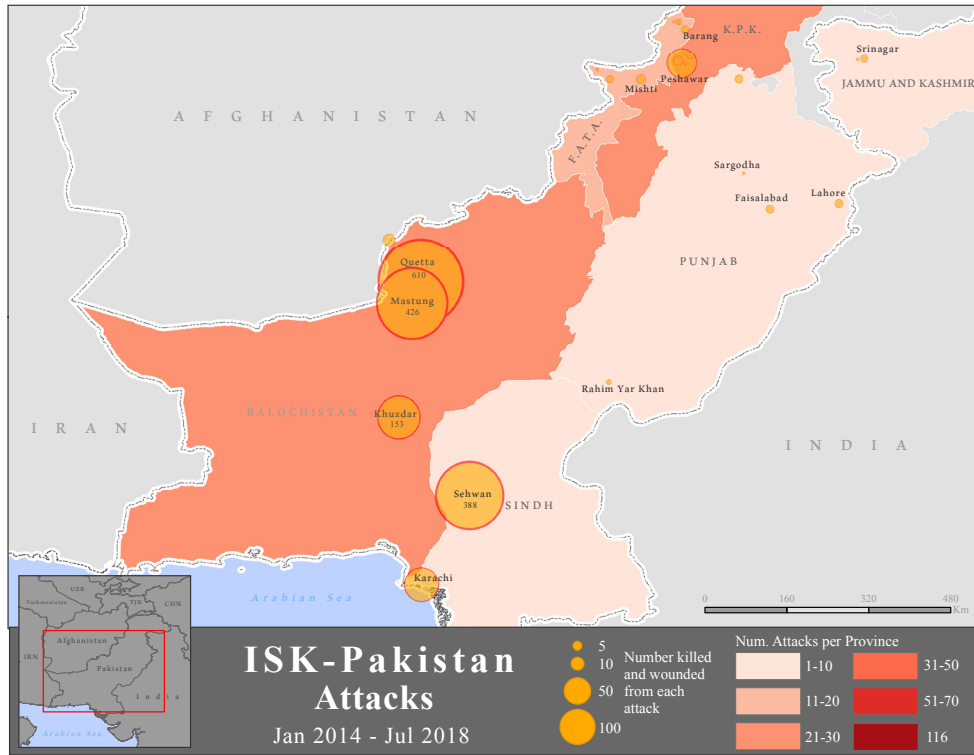 Barang
K.P.K.
Srinagar
Peshawar
Mishti
JAMMU AND KASHMIR
AFGHANISTAN
F.A.T.A.
Sargodha
Faisalabad
Lahore
Quetta
610
PUNJAB
Mastung
426
Rahim Yar Khan
BALOCHISTAN
Khuzdar
153
IRAN
INDIA
Sehwan
388
SINDH
Karachi
Arabian Sea
0 160 320 480
Km
UZB
TJK
CHN
Turkmenistan
Afghanistan
IRN
Pakistan
India
Arabian Sea
ISK-Pakistan
Attacks
Jan 2014 - Jul 2018
5
10
50
100
Number killed
and wounded
from each
attack
Num. Attacks per Province
1-10
31-50
11-20
51-70
21-30
116